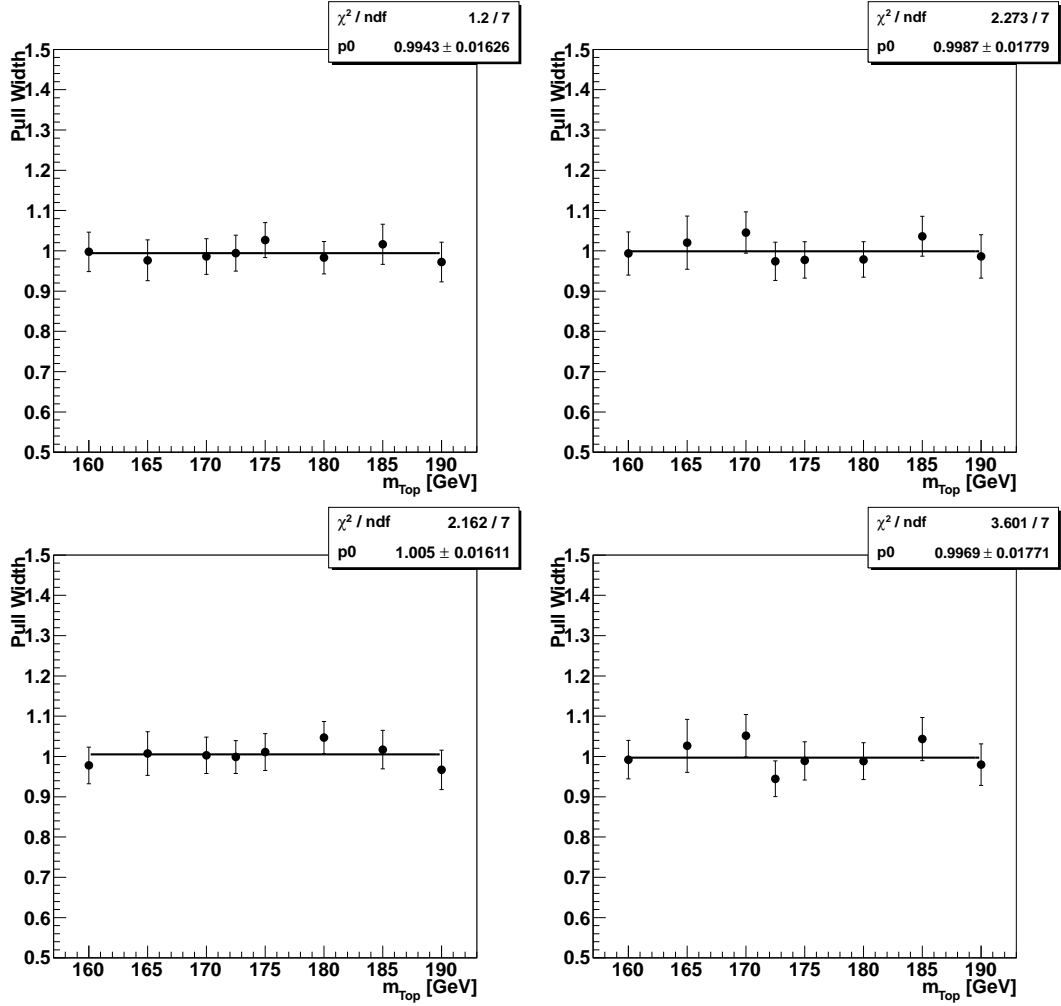 χ² / ndf 1.2 / 7
p0 0.9943 ± 0.01626
Pull Width
1.5
1.4
1.3
1.2
1.1
1
0.9
0.8
0.7
0.6
0.5
160 165 170 175 180 185 190
mTop [GeV]
χ² / ndf 2.273 / 7
p0 0.9987 ± 0.01779
Pull Width
1.5
1.4
1.3
1.2
1.1
1
0.9
0.8
0.7
0.6
0.5
160 165 170 175 180 185 190
mTop [GeV]
χ² / ndf 2.162 / 7
p0 1.005 ± 0.01611
Pull Width
1.5
1.4
1.3
1.2
1.1
1
0.9
0.8
0.7
0.6
0.5
160 165 170 175 180 185 190
mTop [GeV]
χ² / ndf 3.601 / 7
p0 0.9969 ± 0.01771
Pull Width
1.5
1.4
1.3
1.2
1.1
1
0.9
0.8
0.7
0.6
0.5
160 165 170 175 180 185 190
mTop [GeV]